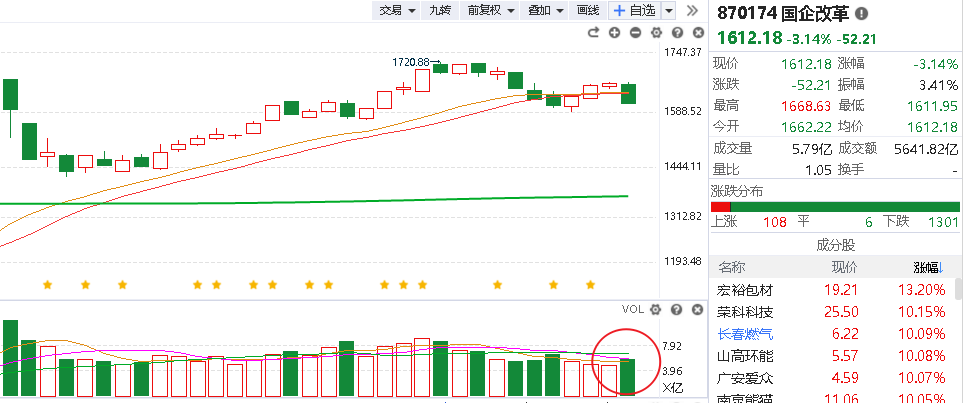 交易 九转 前复权 叠加 画线 + 自选
870174 国企改革
1612.18 -3.14% -52.21
现价 1612.18 涨幅 -3.14%
涨跌 -52.21 振幅 3.41%
最高 1668.63 最低 1611.95
今开 1662.22 均价 1612.18
成交量 5.79亿 成交额 5641.82亿
量比 1.05 换手 -
涨跌分布
上涨 108 平 6 下跌 1301
成分股
名称 现价 涨幅↓
宏裕包材 19.21 13.20%
荣科科技 25.50 10.15%
长春燃气 6.22 10.09%
山高环能 5.57 10.08%
广安爱众 4.59 10.07%
南京熊猫 11.06 10.05%
1747.37
1720.88→
1588.52
1444.11
1312.82
1193.48
VOL
7.92
3.96
X亿